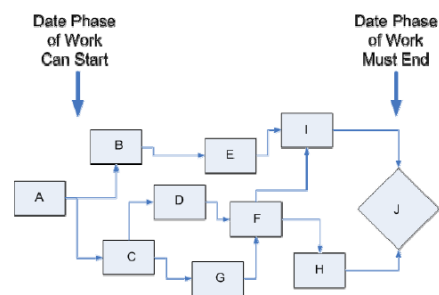 Date Phase
of Work
Can Start
Date Phase
of Work
Must End
B
E
I
A
D
F
J
C
G
H